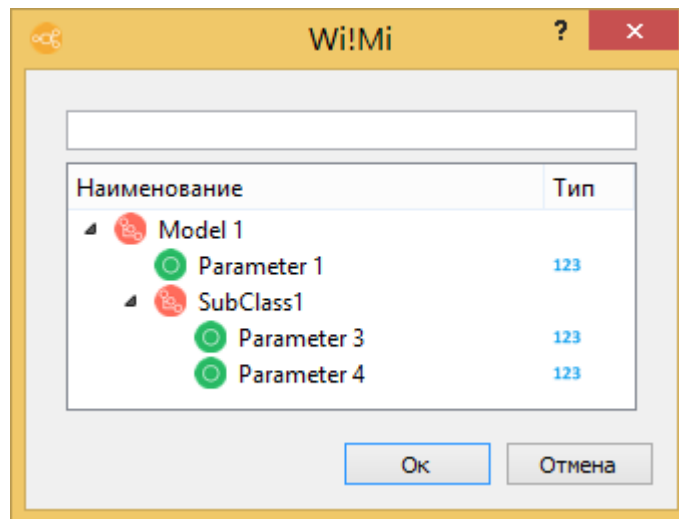 Wi!Mi ? ×
Наименование Тип
Model 1
Parameter 1 123
SubClass1
Parameter 3 123
Parameter 4 123
Ок Отмена